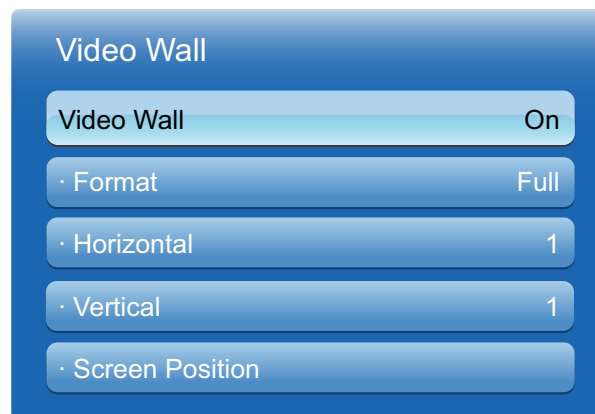 Video Wall
Video Wall On
· Format Full
· Horizontal 1
· Vertical 1
· Screen Position